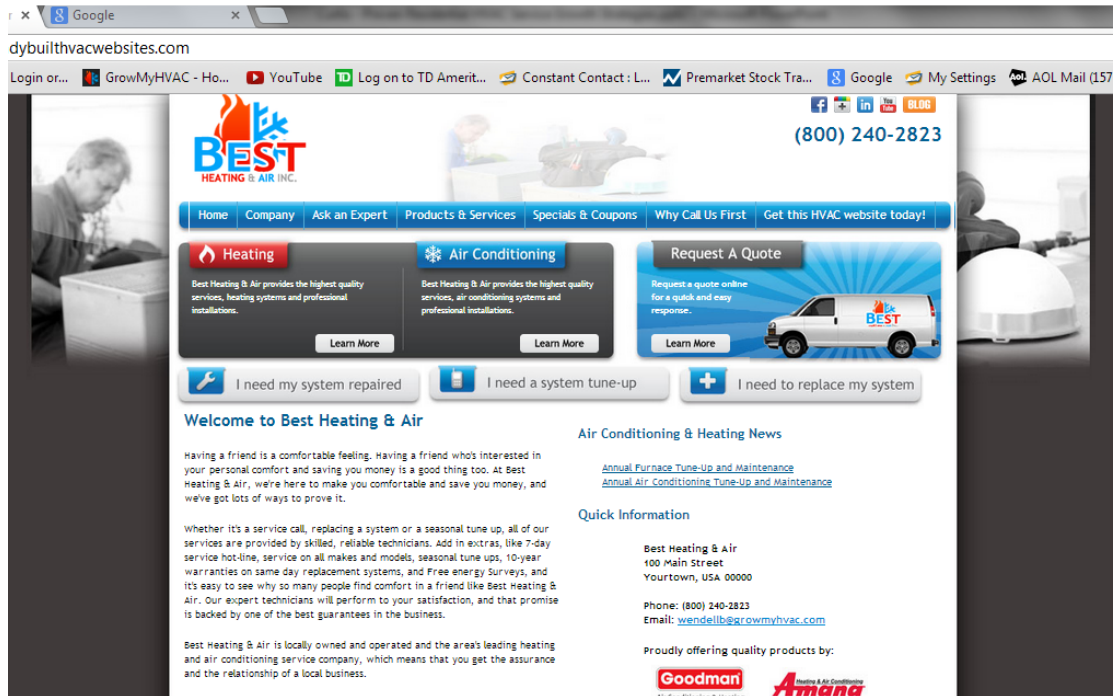 Google
dybuilthvacwebsites.com
Login or... GrowMyHVAC - Ho... YouTube Log on to TD Amerit... Constant Contact : L... Premarket Stock Tra... Google My Settings AOL Mail (157
BLOG
(800) 240-2823
BEST
HEATING & AIR INC.
Home Company Ask an Expert Products & Services Specials & Coupons Why Call Us First Get this HVAC website today!
Heating Air Conditioning Request A Quote
Best Heating & Air provides the highest quality
services, heating systems and professional
installations.
Learn More
Best Heating & Air provides the highest quality
services, air conditioning systems and
professional installations.
Learn More
Request a quote online
for a quick and easy
response.
Learn More
BEST
I need my system repaired I need a system tune-up I need to replace my system
Welcome to Best Heating & Air
Having a friend is a comfortable feeling. Having a friend who's interested in
your personal comfort and saving you money is a good thing too. At Best
Heating & Air, we're here to make you comfortable and save you money, and
we've got lots of ways to prove it.
Whether it's a service call, replacing a system or a seasonal tune up, all of our
services are provided by skilled, reliable technicians. Add in extras, like 7-day
service hot-line, service on all makes and models, seasonal tune ups, 10-year
warranties on same day replacement systems, and Free energy Surveys, and
it's easy to see why so many people find comfort in a friend like Best Heating &
Air. Our expert technicians will perform to your satisfaction, and that promise
is backed by one of the best guarantees in the business.
Best Heating & Air is locally owned and operated and the area's leading heating
and air conditioning service company, which means that you get the assurance
and the relationship of a local business.
Air Conditioning & Heating News
Annual Furnace Tune-Up and Maintenance
Annual Air Conditioning Tune-Up and Maintenance
Quick Information
Best Heating & Air
100 Main Street
Yourtown, USA 00000
Phone: (800) 240-2823
Email: wendellb@growmyhvac.com
Proudly offering quality products by:
Goodman
Heating & Air Conditioning
Amana